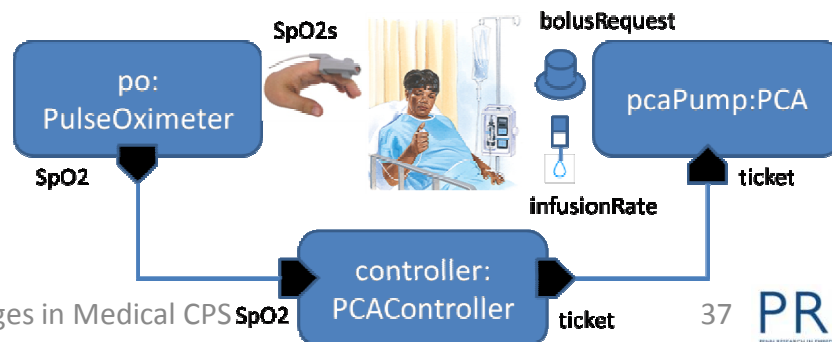 bolusRequest
SpO2s
po:
PulseOximeter
pcaPump:PCA
SpO2
ticket
infusionRate
controller:
PCAController
ges in Medical CPS
SpO2
ticket
37
PR